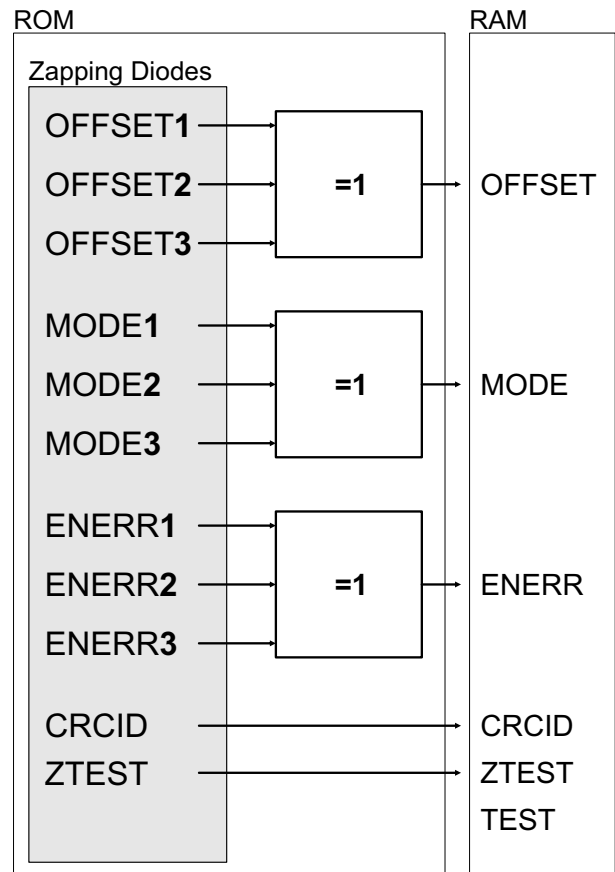 ROM
RAM
Zapping Diodes
OFFSET1
OFFSET2
OFFSET3
=1
OFFSET
MODE1
MODE2
MODE3
=1
MODE
ENERR1
ENERR2
ENERR3
=1
ENERR
CRCID
CRCID
ZTEST
ZTEST
TEST